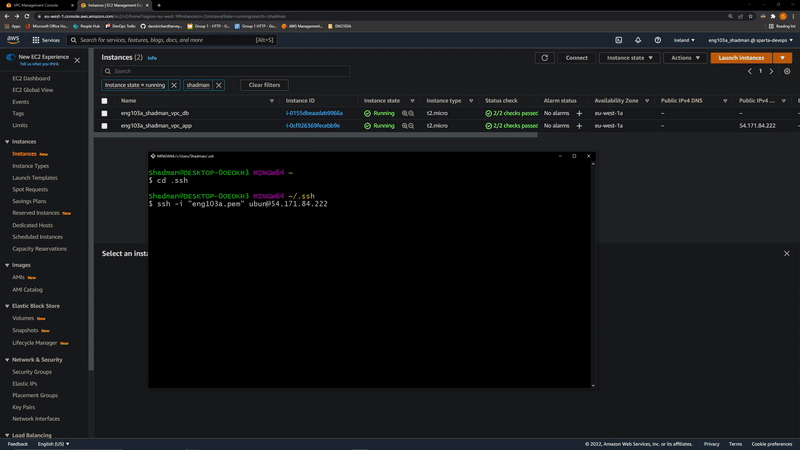 VPC Management Console
Instances | EC2 Management Con
eu-west-1.console.aws.amazon.com/ec2/v2/home?region=eu-west-1#Instances:
Apps
Microsoft Office Hom...
People Hub
DevOps Trello
davidrichardharvey...
Group 1 - HTTP - G...
Group 1-HTTP - Goo...
AWS Management...
ENG103A
Reading list
aws
Services
Search for services, features, blogs, docs, and more
[Alt+S]
Ireland
eng103a_shadman @ sparta-devops
New EC2 Experience
Tell us what you think
EC2 Dashboard
EC2 Global View
Events
Tags
Limits
Instances
Instances New
Instance Types
Launch Templates
Spot Requests
Savings Plans
Reserved Instances New
Dedicated Hosts
Scheduled Instances
Capacity Reservations
Images
AMIs New
AMI Catalog
Elastic Block Store
Volumes New
Snapshots New
Lifecycle Manager New
Network & Security
Security Groups
Elastic IPs
Placement Groups
Key Pairs
Network Interfaces
Load Balancing
Instances (2) Info
Connect
Instance state
Actions
Launch instances
Search
1
Instance state = running
shadman
Clear filters
Name Instance ID Instance state Instance type Status check Alarm status Availability Zone Public IPv4 DNS Public IPv4 ...
eng103a_shadman_vpc_db i-0155dbeaadab9966a Running t2.micro 2/2 checks passed No alarms + eu-west-1a – –
eng103a_shadman_vpc_app i-0cf926369fecebb9e Running t2.micro 2/2 checks passed No alarms + eu-west-1a – 54.171.84.222
Select an insta
MINGW64:/c/Users/Shadman/.ssh
Shadman@DESKTOP-0OEOKH3 MINGW64 ~
$ cd .ssh
Shadman@DESKTOP-0OEOKH3 MINGW64 ~/.ssh
$ ssh -i "eng103a.pem" ubun@54.171.84.222
Feedback
English (US)
© 2022, Amazon Web Services, Inc. or its affiliates.
Privacy
Terms
Cookie preferences